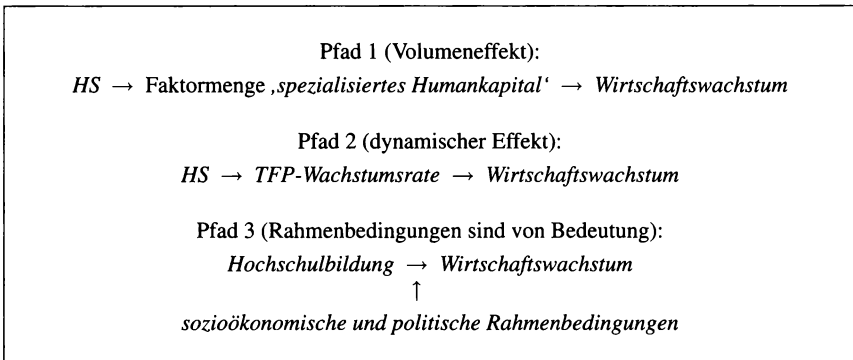 Pfad 1 (Volumeneffekt):
HS → Faktormenge ‚spezialisiertes Humankapital‘ → Wirtschaftswachstum
Pfad 2 (dynamischer Effekt):
HS → TFP-Wachstumsrate → Wirtschaftswachstum
Pfad 3 (Rahmenbedingungen sind von Bedeutung):
Hochschulbildung → Wirtschaftswachstum
↑
sozioökonomische und politische Rahmenbedingungen